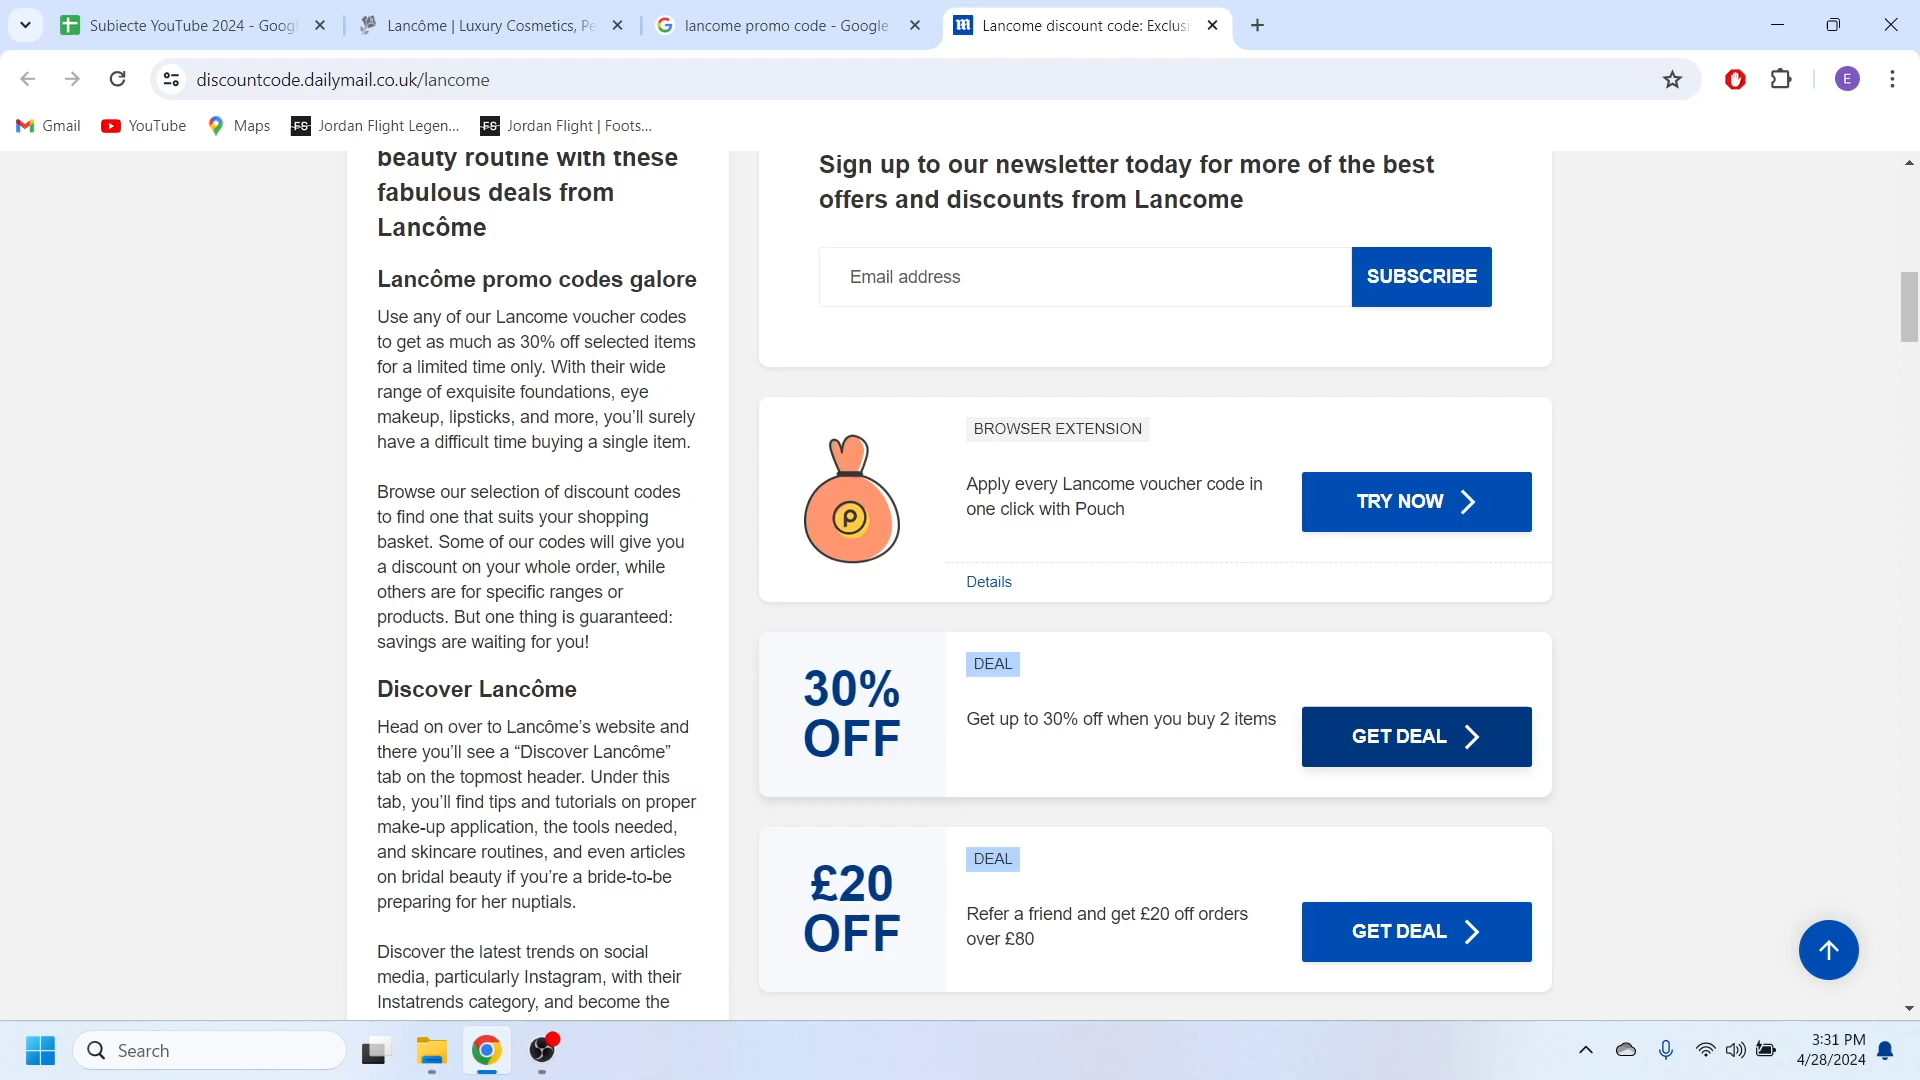 Subiecte YouTube 2024 - Googl
Lancôme | Luxury Cosmetics, Pe
lancome promo code - Google
Lancome discount code: Exclusi
discountcode.dailymail.co.uk/lancome
E
Gmail
YouTube
Maps
Jordan Flight Legen...
Jordan Flight | Foots...
beauty routine with these
fabulous deals from
Lancôme
Lancôme promo codes galore
Use any of our Lancome voucher codes
to get as much as 30% off selected items
for a limited time only. With their wide
range of exquisite foundations, eye
makeup, lipsticks, and more, you’ll surely
have a difficult time buying a single item.
Browse our selection of discount codes
to find one that suits your shopping
basket. Some of our codes will give you
a discount on your whole order, while
others are for specific ranges or
products. But one thing is guaranteed:
savings are waiting for you!
Discover Lancôme
Head on over to Lancôme’s website and
there you’ll see a “Discover Lancôme”
tab on the topmost header. Under this
tab, you’ll find tips and tutorials on proper
make-up application, the tools needed,
and skincare routines, and even articles
on bridal beauty if you’re a bride-to-be
preparing for her nuptials.
Discover the latest trends on social
media, particularly Instagram, with their
Instatrends category, and become the
Sign up to our newsletter today for more of the best
offers and discounts from Lancome
Email address
SUBSCRIBE
BROWSER EXTENSION
Apply every Lancome voucher code in
one click with Pouch
TRY NOW
Details
30%
OFF
DEAL
Get up to 30% off when you buy 2 items
GET DEAL
£20
OFF
DEAL
Refer a friend and get £20 off orders
over £80
GET DEAL
Search
3:31 PM
4/28/2024